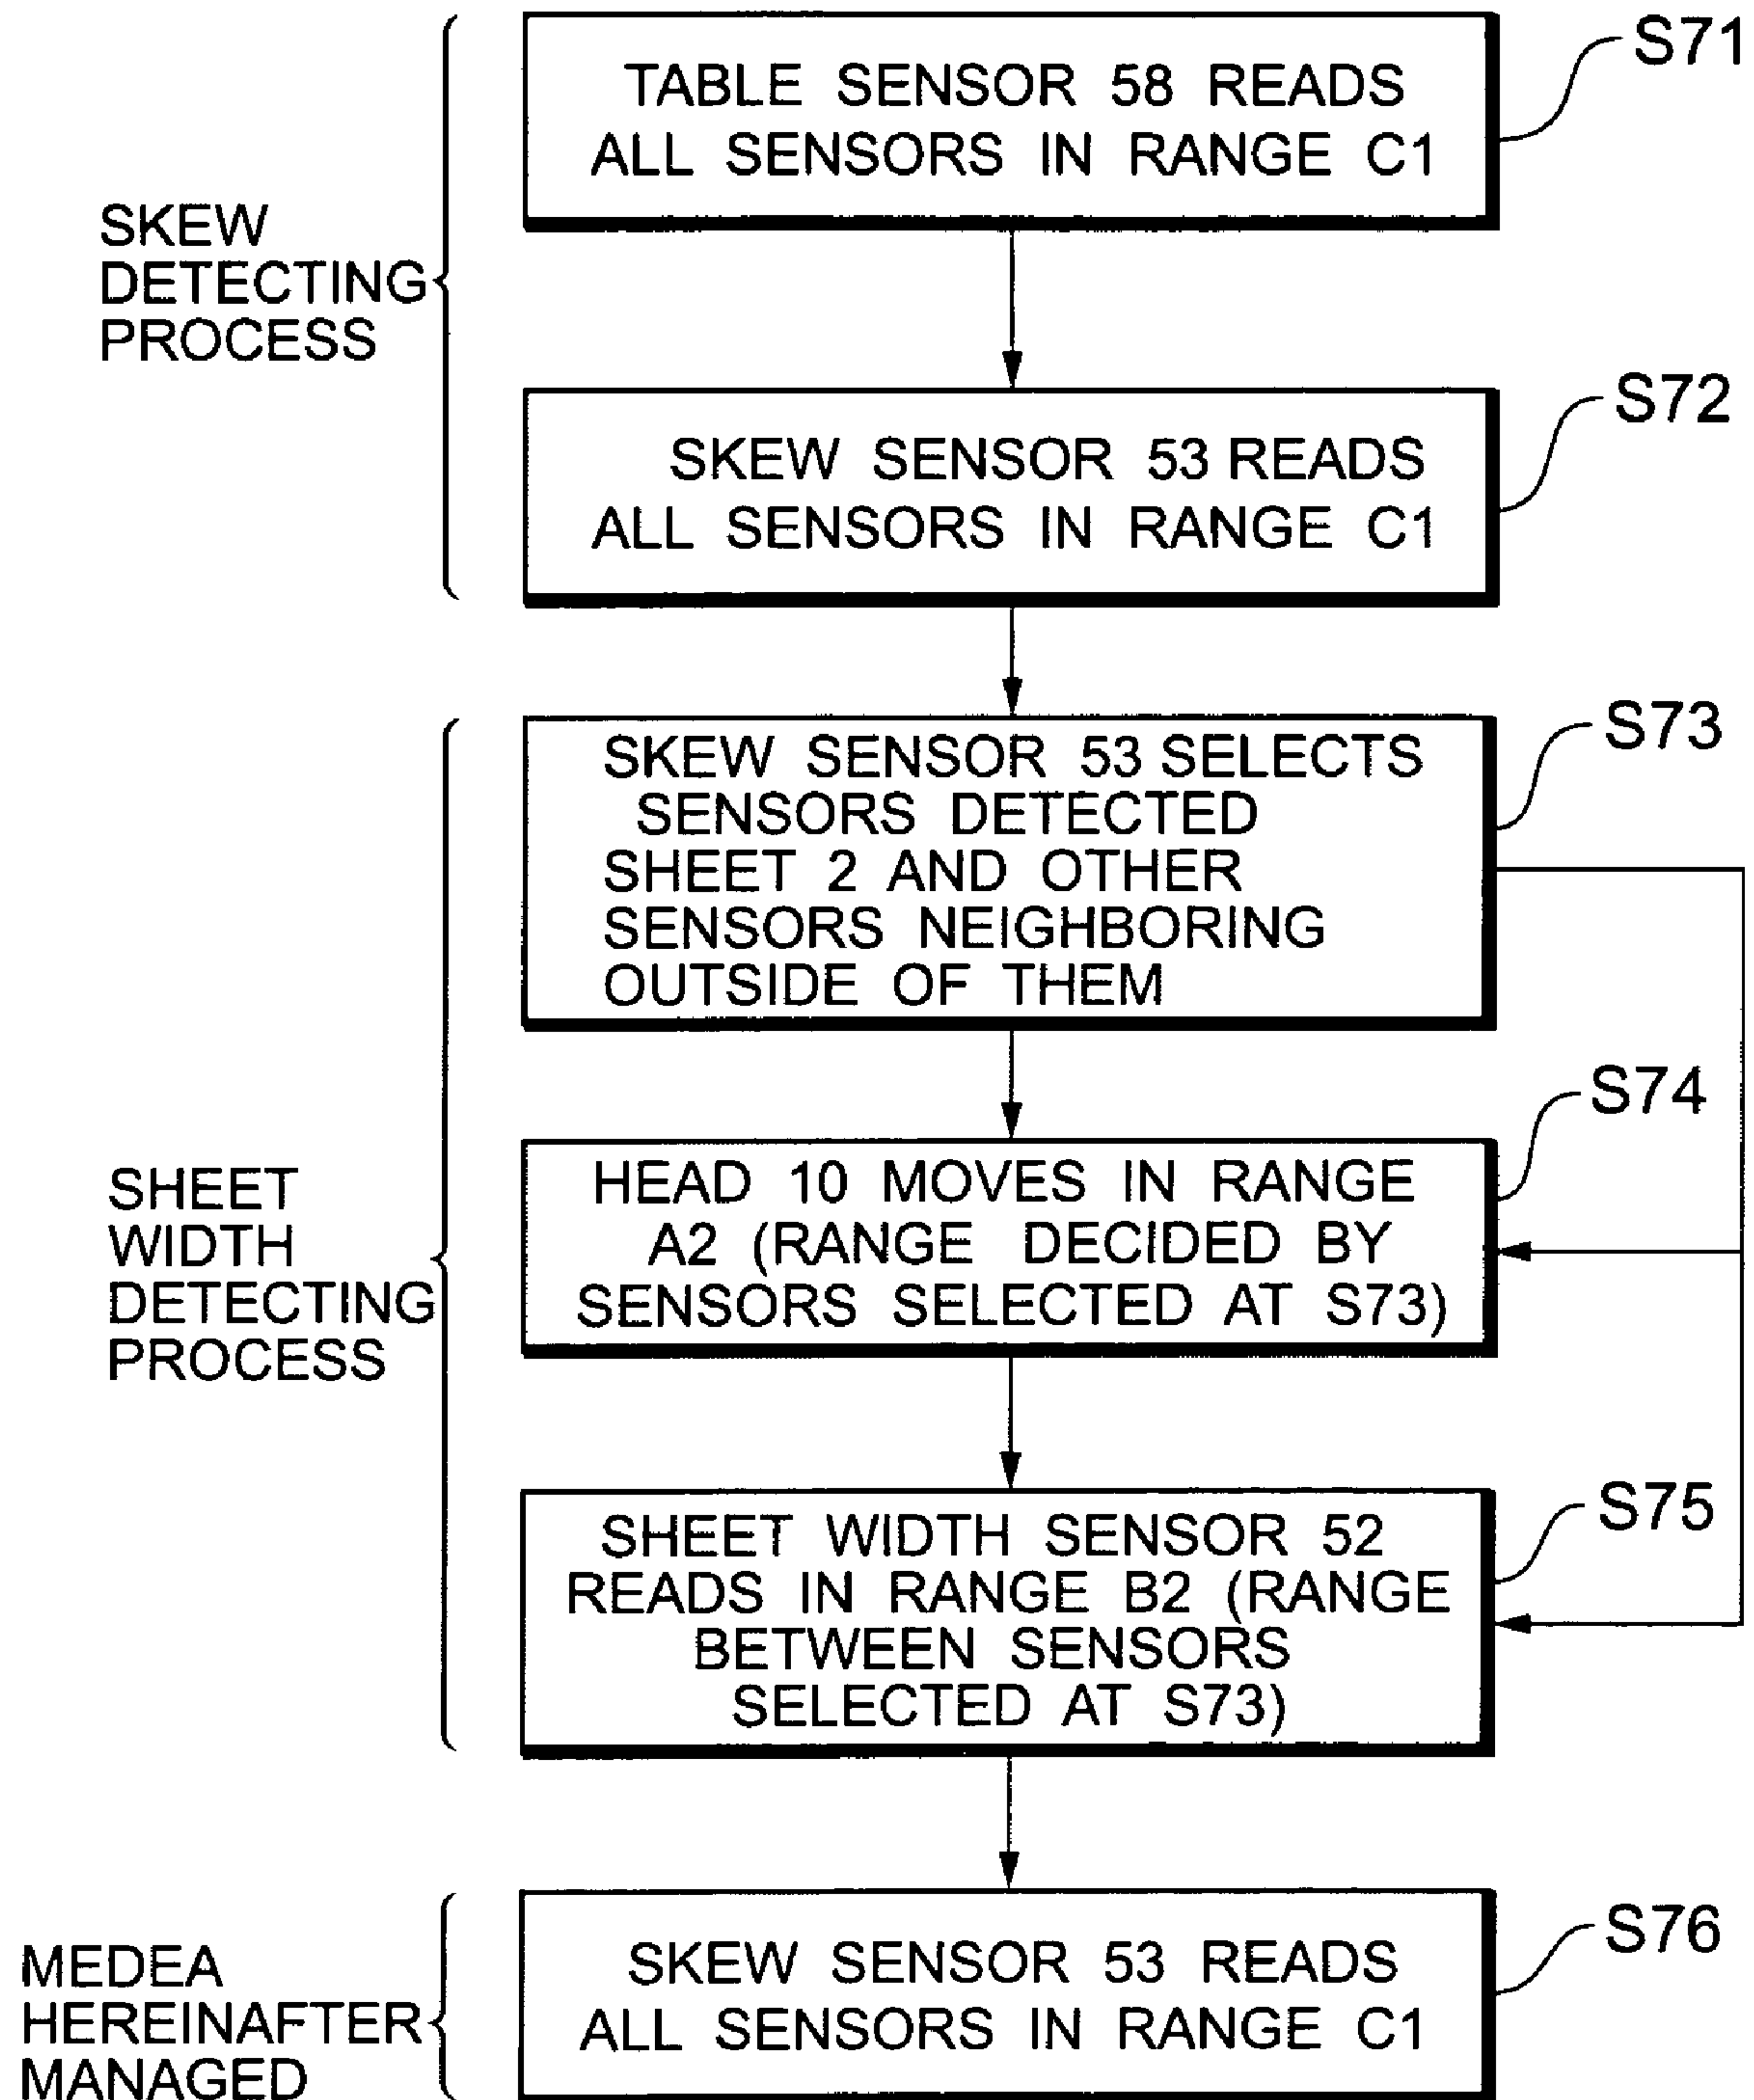 S71
TABLE SENSOR 58 READS
ALL SENSORS IN RANGE C1
SKEW
DETECTING
PROCESS
S72
SKEW SENSOR 53 READS
ALL SENSORS IN RANGE C1
S73
SKEW SENSOR 53 SELECTS
SENSORS DETECTED
SHEET 2 AND OTHER
SENSORS NEIGHBORING
OUTSIDE OF THEM
S74
HEAD 10 MOVES IN RANGE
A2 (RANGE DECIDED BY
SENSORS SELECTED AT S73)
SHEET
WIDTH
DETECTING
PROCESS
S75
SHEET WIDTH SENSOR 52
READS IN RANGE B2 (RANGE
BETWEEN SENSORS
SELECTED AT S73)
S76
SKEW SENSOR 53 READS
ALL SENSORS IN RANGE C1
MEDEA
HEREINAFTER
MANAGED